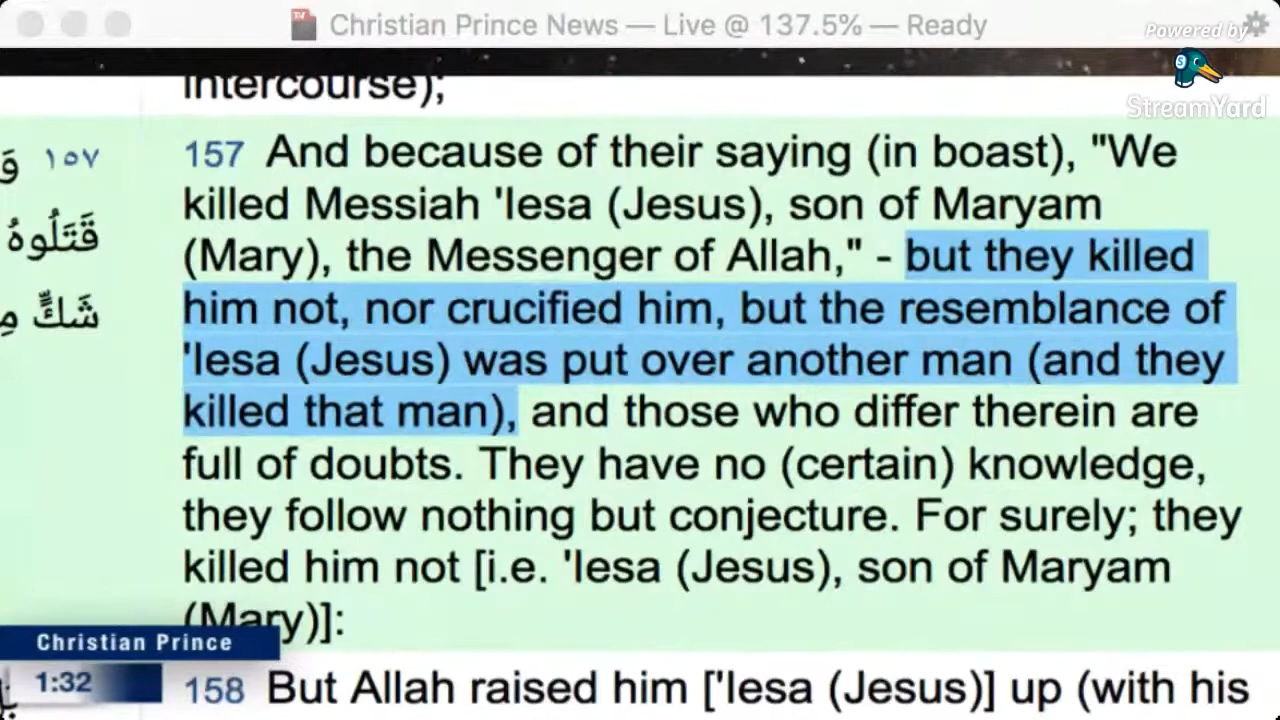 Christian Prince News — Live @ 137.5% — Ready
Powered by
StreamYard
intercourse);
157 And because of their saying (in boast), "We
killed Messiah 'Iesa (Jesus), son of Maryam
(Mary), the Messenger of Allah," - but they killed
him not, nor crucified him, but the resemblance of
'Iesa (Jesus) was put over another man (and they
killed that man), and those who differ therein are
full of doubts. They have no (certain) knowledge,
they follow nothing but conjecture. For surely; they
killed him not [i.e. 'Iesa (Jesus), son of Maryam
(Mary)]:
158 But Allah raised him ['Iesa (Jesus)] up (with his
١٥٧
قَتَلُوهُ
شَكٍّ
Christian Prince
1:32